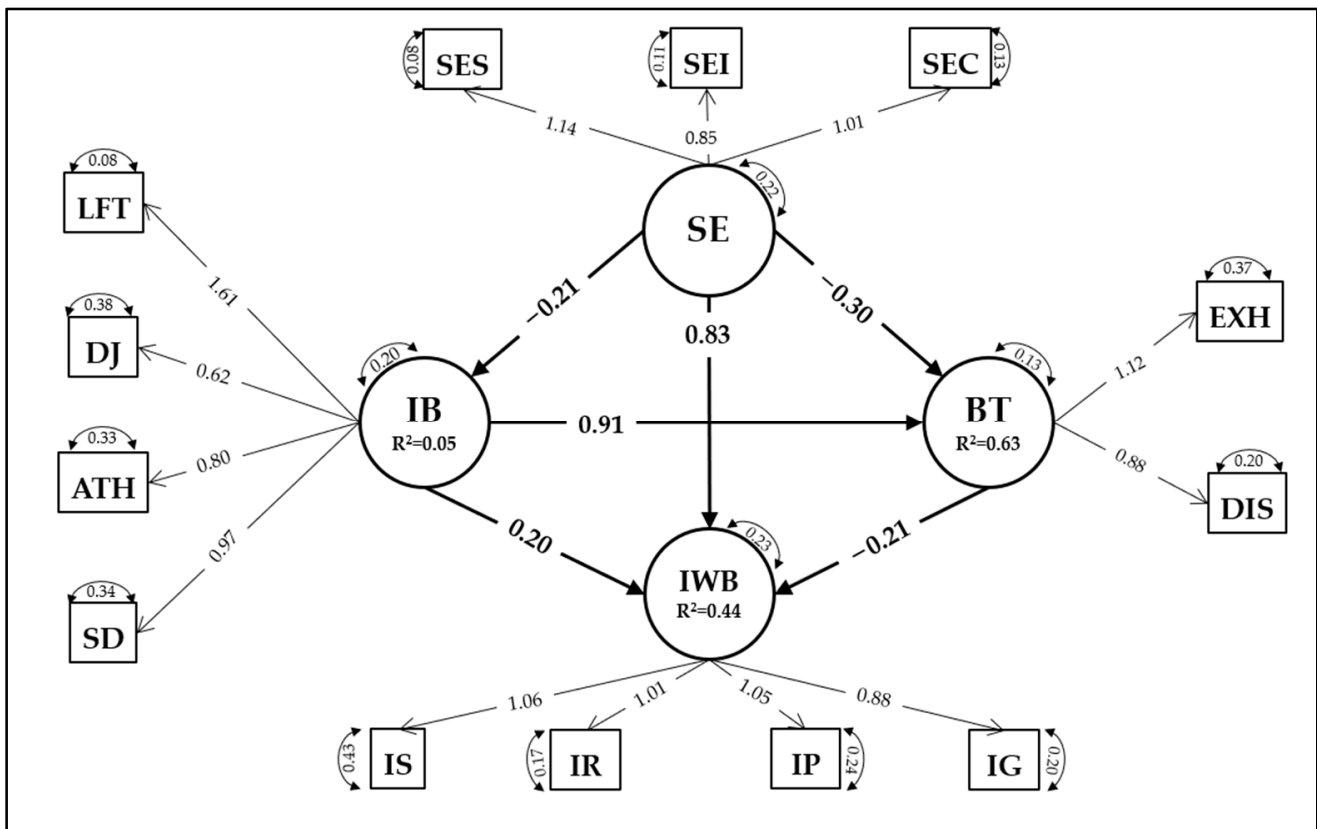 0.08
SES
0.11
SEI
SEC
0.13
1.14
0.85
1.01
0.08
LFT
0.22
SE
1.61
−0.21
−0.30
0.83
0.37
EXH
0.38
DJ
0.62
0.20
IB
R²=0.05
0.91
0.13
BT
R²=0.63
1.12
0.33
ATH
0.80
0.88
0.20
DIS
0.97
0.20
−0.21
0.23
IWB
R²=0.44
0.34
SD
1.06
1.01
1.05
0.88
0.43
IS
0.17
IR
IP
0.24
IG
0.20